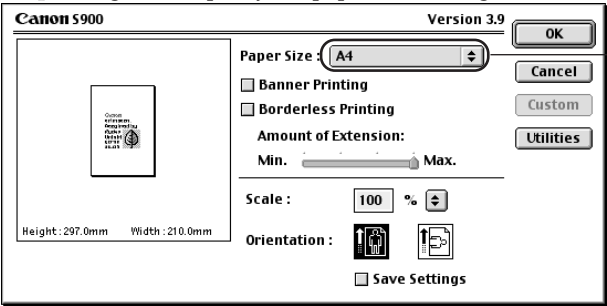 Canon S900
Version 3.9
OK
Paper Size : A4
Cancel
Banner Printing
Borderless Printing
Custom
Amount of Extension:
Utilities
Min. Max.
Scale : 100 %
Height:297.0mm Width:210.0mm
Orientation :
Save Settings